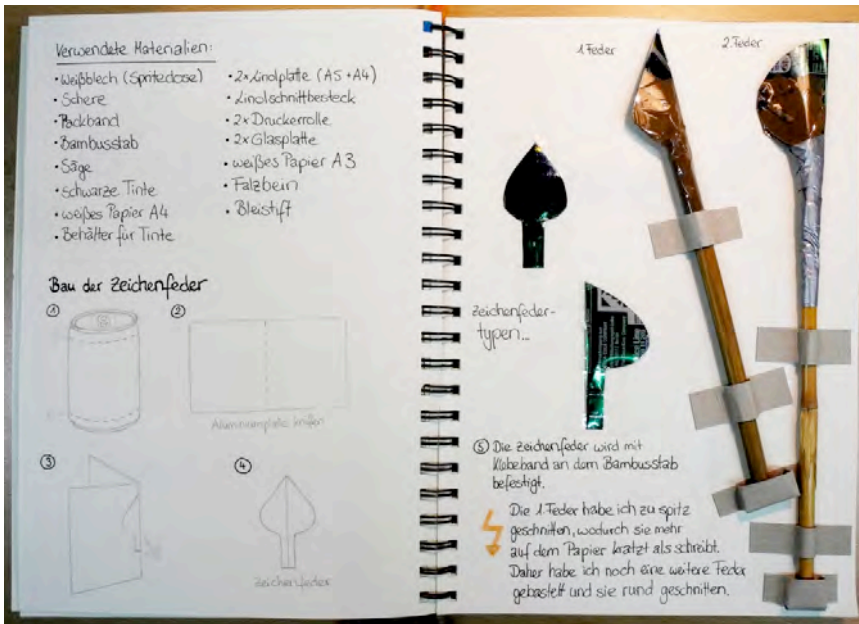 Verwendete Materialien:
• Weißblech (Spritedose)
• Schere
• Packband
• Bambusstab
• Säge
• schwarze Tinte
• weißes Papier A4
• Behälter für Tinte
• 2x Linolplatte (A5 + A4)
• Linolschnittbesteck
• 2x Druckerrolle
• 2x Glasplatte
• weißes Papier A3
• Falzbein
• Bleistift
Bau der Zeichenfeder
①
②
Aluminiumplatte knifen
③
④
Zeichenfeder
1. Feder
2. Feder
Zeichenfeder-
typen...
⑤ Die Zeichenfeder wird mit
Klebeband an dem Bambusstab
befestigt.
Die 1. Feder habe ich zu spitz
geschnitten, wodurch sie mehr
auf dem Papier kratzt als schreibt.
Daher habe ich noch eine weitere Feder
gebastelt und sie rund geschnitten.